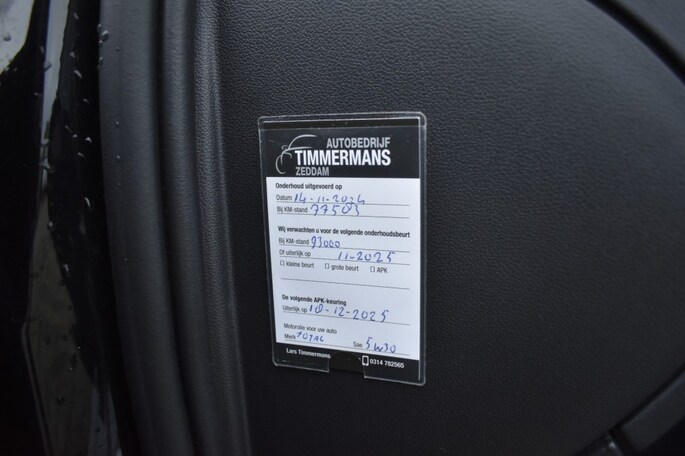 AUTOBEDRIJF
TIMMERMANS
ZEDDAM
Onderhoud uitgevoerd op
Datum 14-11-2024
Bij KM-stand 77503
Wij verwachten u voor de volgende onderhoudsbeurt
Bij KM-stand 93000
Of uiterlijk op 11-2025
kleine beurt grote beurt APK
De volgende APK-keuring
Uiterlijk op 10-12-2025
Motorolie voor uw auto
Merk TOTAL Sae 5W30
Lars Timmermans 0314 782565